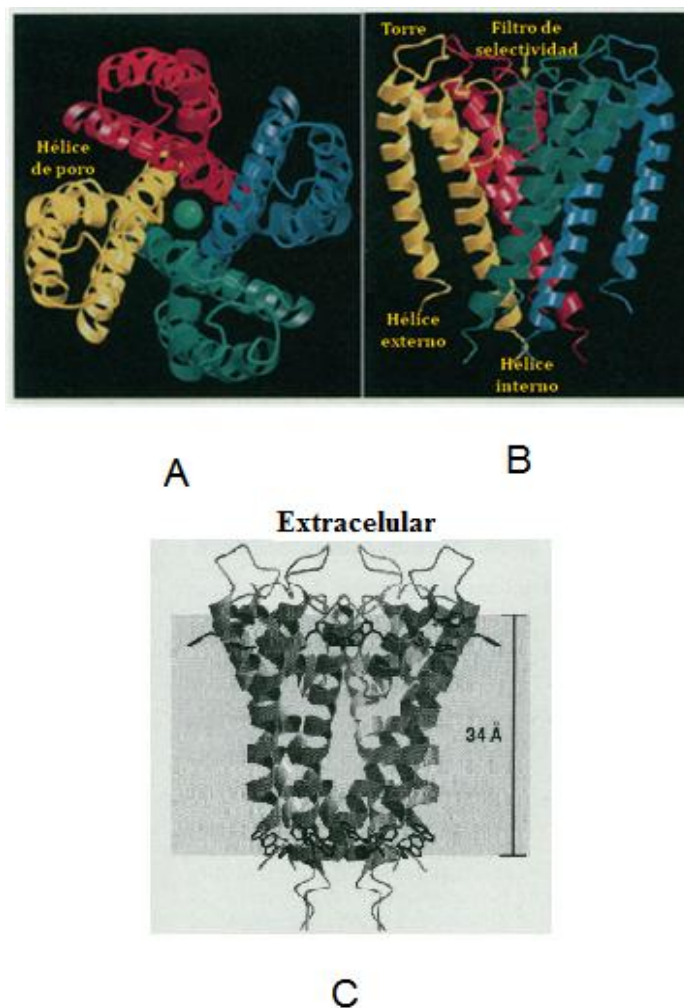 Torre
Filtro de
selectividad
Hélice
de poro
Hélice
externo
Hélice
interno
A
B
Extracelular
34 Å
C